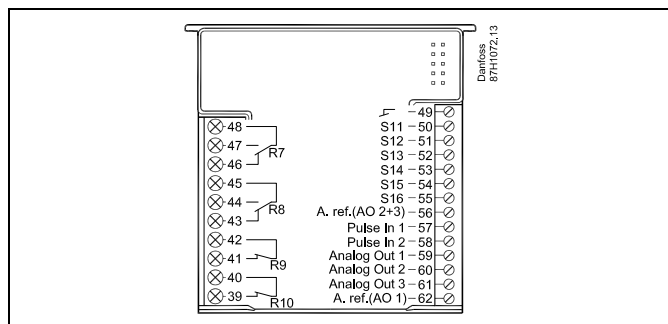 Danfoss
87H1072.13
48
47
R7
46
45
44
R8
43
42
41
R9
40
39
R10
49
S11 50
S12 51
S13 52
S14 53
S15 54
S16 55
A. ref.(AO 2+3) 56
Pulse In 1 57
Pulse In 2 58
Analog Out 1 59
Analog Out 2 60
Analog Out 3 61
A. ref.(AO 1) 62